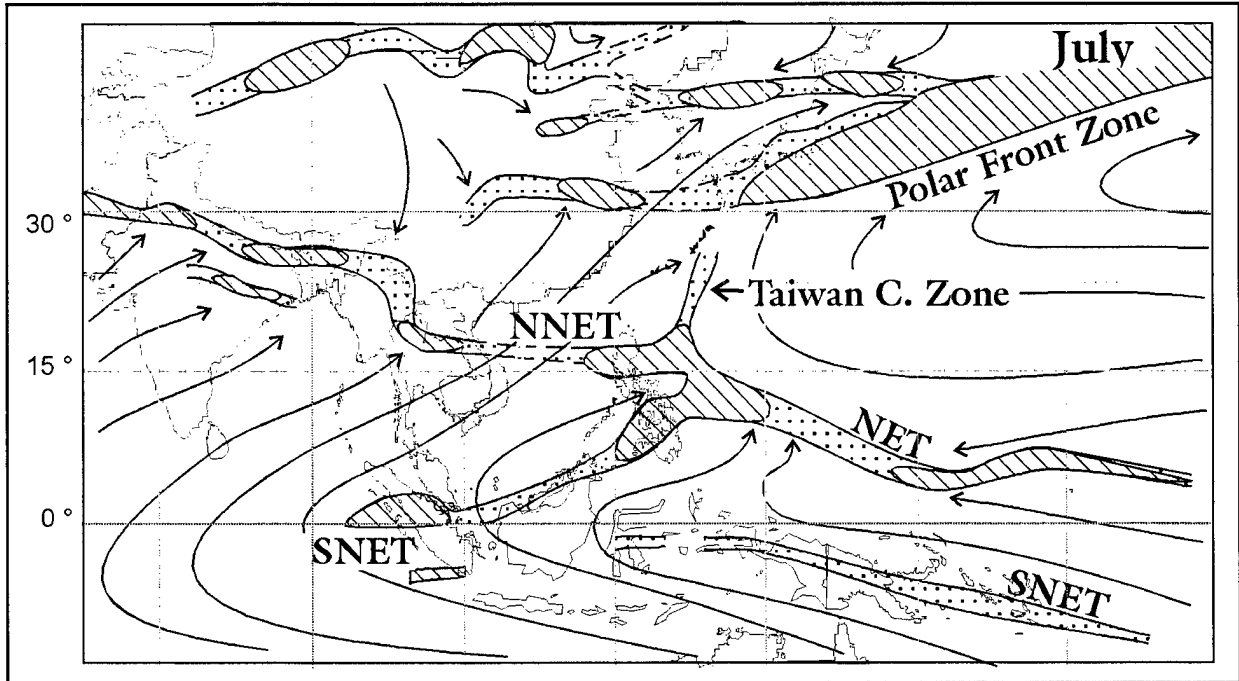 July
Polar Front Zone
30 °
Taiwan C. Zone
NNET
15 °
NET
0 °
SNET
SNET